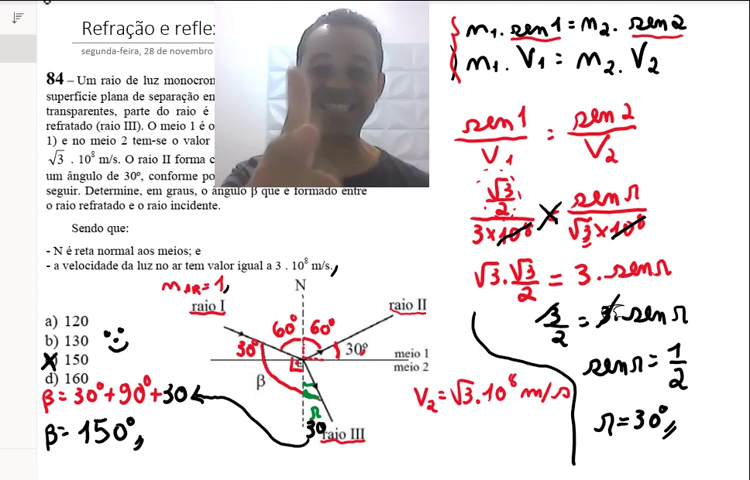 Refração e refle
segunda-feira, 28 de novembro
84 – Um raio de luz monocron
superfície plana de separação en
transparentes, parte do raio é
refratado (raio III). O meio 1 é o
1) e no meio 2 tem-se o valor
√3 . 10⁸ m/s. O raio II forma c
um ângulo de 30º, conforme po
seguir. Determine, em graus, o ângulo β que é formado entre
o raio refratado e o raio incidente.
Sendo que:
- N é reta normal aos meios; e
- a velocidade da luz no ar tem valor igual a 3 . 10⁸ m/s.
n AR = 1,
a) 120
b) 130
X 150
d) 160
β = 30° + 90° + 30
β = 150°,
N
raio I
raio II
60° 60°
30° 30°
meio 1
meio 2
β
r
30
raio III
n₁. sen 1 = n₂. sen 2
n₁. V₁ = n₂. V₂
sen 1 / V₁ = sen 2 / V₂
√3/2 / 3×10⁸ X sen r / √3×10⁸
√3.√3/2 = 3. sen r
3/2 = 3. sen r
sen r = 1/2
V₂ = √3.10⁸ m/s
r = 30°,,